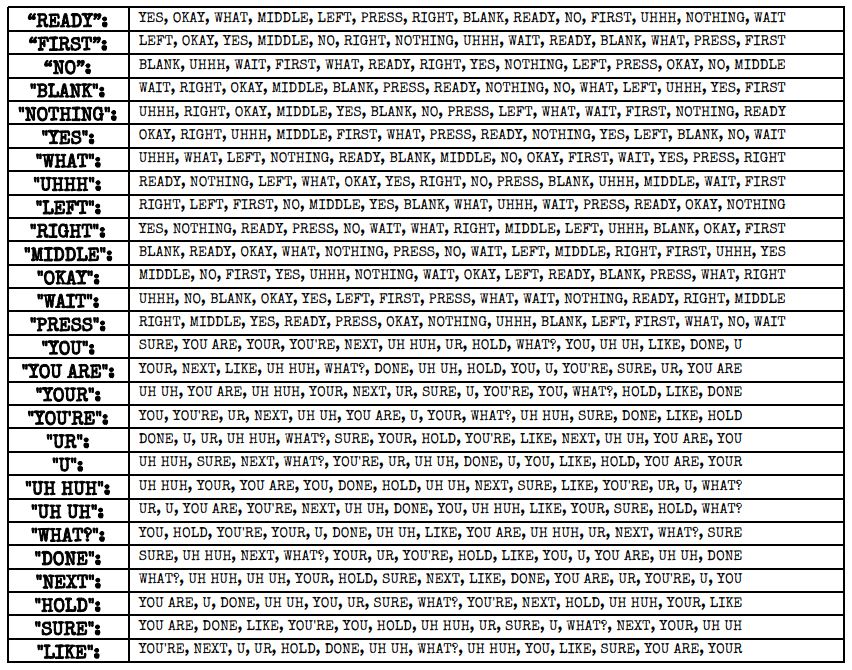 “READY”: YES, OKAY, WHAT, MIDDLE, LEFT, PRESS, RIGHT, BLANK, READY, NO, FIRST, UHHH, NOTHING, WAIT
“FIRST”: LEFT, OKAY, YES, MIDDLE, NO, RIGHT, NOTHING, UHHH, WAIT, READY, BLANK, WHAT, PRESS, FIRST
“NO”: BLANK, UHHH, WAIT, FIRST, WHAT, READY, RIGHT, YES, NOTHING, LEFT, PRESS, OKAY, NO, MIDDLE
"BLANK": WAIT, RIGHT, OKAY, MIDDLE, BLANK, PRESS, READY, NOTHING, NO, WHAT, LEFT, UHHH, YES, FIRST
"NOTHING": UHHH, RIGHT, OKAY, MIDDLE, YES, BLANK, NO, PRESS, LEFT, WHAT, WAIT, FIRST, NOTHING, READY
"YES": OKAY, RIGHT, UHHH, MIDDLE, FIRST, WHAT, PRESS, READY, NOTHING, YES, LEFT, BLANK, NO, WAIT
"WHAT": UHHH, WHAT, LEFT, NOTHING, READY, BLANK, MIDDLE, NO, OKAY, FIRST, WAIT, YES, PRESS, RIGHT
"UHHH": READY, NOTHING, LEFT, WHAT, OKAY, YES, RIGHT, NO, PRESS, BLANK, UHHH, MIDDLE, WAIT, FIRST
"LEFT": RIGHT, LEFT, FIRST, NO, MIDDLE, YES, BLANK, WHAT, UHHH, WAIT, PRESS, READY, OKAY, NOTHING
"RIGHT": YES, NOTHING, READY, PRESS, NO, WAIT, WHAT, RIGHT, MIDDLE, LEFT, UHHH, BLANK, OKAY, FIRST
"MIDDLE": BLANK, READY, OKAY, WHAT, NOTHING, PRESS, NO, WAIT, LEFT, MIDDLE, RIGHT, FIRST, UHHH, YES
"OKAY": MIDDLE, NO, FIRST, YES, UHHH, NOTHING, WAIT, OKAY, LEFT, READY, BLANK, PRESS, WHAT, RIGHT
"WAIT": UHHH, NO, BLANK, OKAY, YES, LEFT, FIRST, PRESS, WHAT, WAIT, NOTHING, READY, RIGHT, MIDDLE
"PRESS": RIGHT, MIDDLE, YES, READY, PRESS, OKAY, NOTHING, UHHH, BLANK, LEFT, FIRST, WHAT, NO, WAIT
"YOU": SURE, YOU ARE, YOUR, YOU'RE, NEXT, UH HUH, UR, HOLD, WHAT?, YOU, UH UH, LIKE, DONE, U
"YOU ARE": YOUR, NEXT, LIKE, UH HUH, WHAT?, DONE, UH UH, HOLD, YOU, U, YOU'RE, SURE, UR, YOU ARE
"YOUR": UH UH, YOU ARE, UH HUH, YOUR, NEXT, UR, SURE, U, YOU'RE, YOU, WHAT?, HOLD, LIKE, DONE
"YOU'RE": YOU, YOU'RE, UR, NEXT, UH UH, YOU ARE, U, YOUR, WHAT?, UH HUH, SURE, DONE, LIKE, HOLD
"UR": DONE, U, UR, UH HUH, WHAT?, SURE, YOUR, HOLD, YOU'RE, LIKE, NEXT, UH UH, YOU ARE, YOU
"U": UH HUH, SURE, NEXT, WHAT?, YOU'RE, UR, UH UH, DONE, U, YOU, LIKE, HOLD, YOU ARE, YOUR
"UH HUH": UH HUH, YOUR, YOU ARE, YOU, DONE, HOLD, UH UH, NEXT, SURE, LIKE, YOU'RE, UR, U, WHAT?
"UH UH": UR, U, YOU ARE, YOU'RE, NEXT, UH UH, DONE, YOU, UH HUH, LIKE, YOUR, SURE, HOLD, WHAT?
"WHAT?": YOU, HOLD, YOU'RE, YOUR, U, DONE, UH UH, LIKE, YOU ARE, UH HUH, UR, NEXT, WHAT?, SURE
"DONE": SURE, UH HUH, NEXT, WHAT?, YOUR, UR, YOU'RE, HOLD, LIKE, YOU, U, YOU ARE, UH UH, DONE
"NEXT": WHAT?, UH HUH, UH UH, YOUR, HOLD, SURE, NEXT, LIKE, DONE, YOU ARE, UR, YOU'RE, U, YOU
"HOLD": YOU ARE, U, DONE, UH UH, YOU, UR, SURE, WHAT?, YOU'RE, NEXT, HOLD, UH HUH, YOUR, LIKE
"SURE": YOU ARE, DONE, LIKE, YOU'RE, YOU, HOLD, UH HUH, UR, SURE, U, WHAT?, NEXT, YOUR, UH UH
"LIKE": YOU'RE, NEXT, U, UR, HOLD, DONE, UH UH, WHAT?, UH HUH, YOU, LIKE, SURE, YOU ARE, YOUR